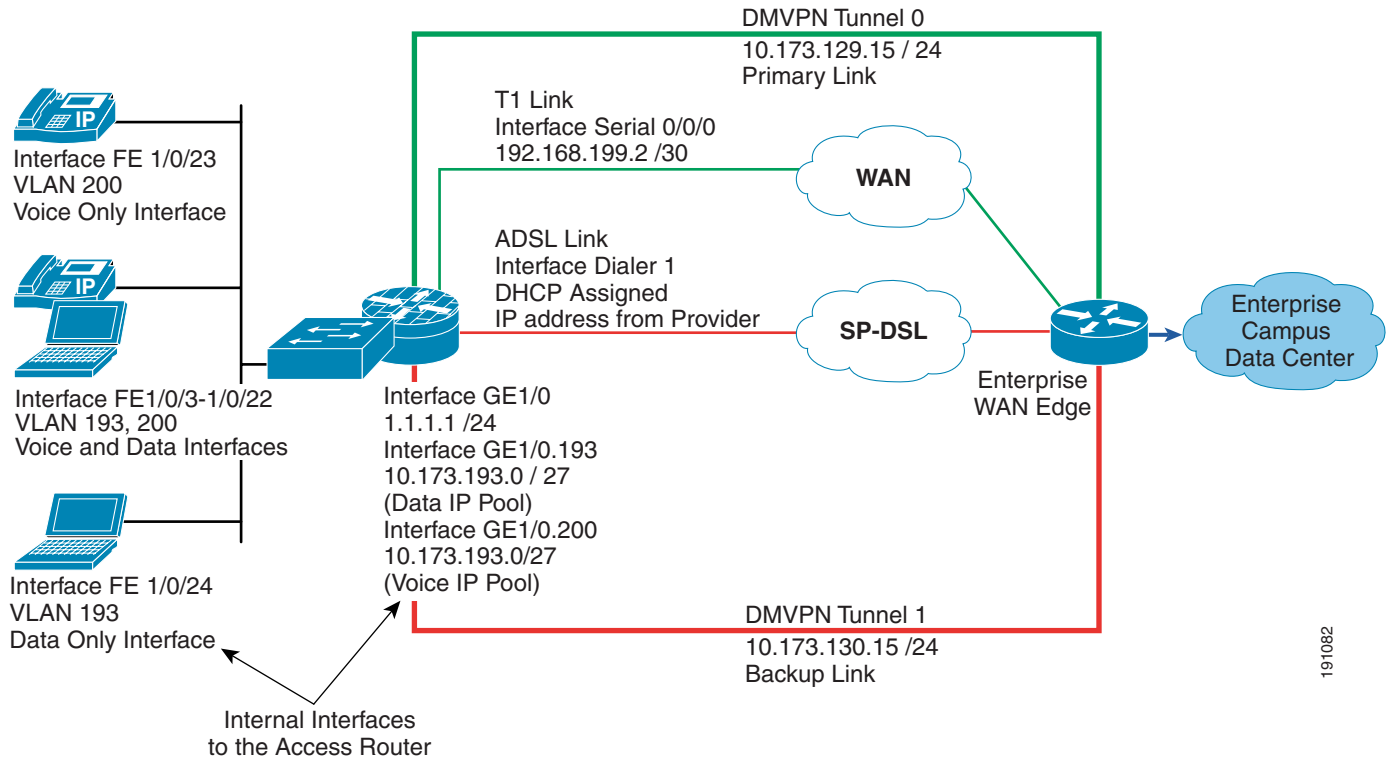 DMVPN Tunnel 0
10.173.129.15 / 24
Primary Link
T1 Link
Interface Serial 0/0/0
192.168.199.2 /30
WAN
IP
Interface FE 1/0/23
VLAN 200
Voice Only Interface
ADSL Link
Interface Dialer 1
DHCP Assigned
IP address from Provider
SP-DSL
IP
Interface FE1/0/3-1/0/22
VLAN 193, 200
Voice and Data Interfaces
Enterprise
Campus
Data Center
Enterprise
WAN Edge
Interface GE1/0
1.1.1.1 /24
Interface GE1/0.193
10.173.193.0 / 27
(Data IP Pool)
Interface GE1/0.200
10.173.193.0/27
(Voice IP Pool)
Interface FE 1/0/24
VLAN 193
Data Only Interface
DMVPN Tunnel 1
10.173.130.15 /24
Backup Link
Internal Interfaces
to the Access Router
191082